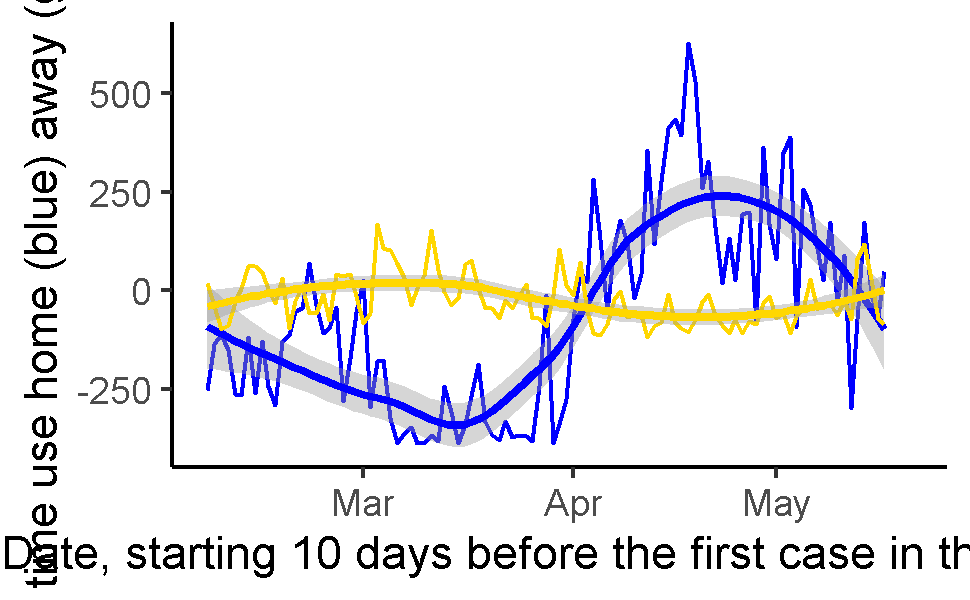 time use home (blue) away (
500
250
0
-250
Mar Apr May
Date, starting 10 days before the first case in th